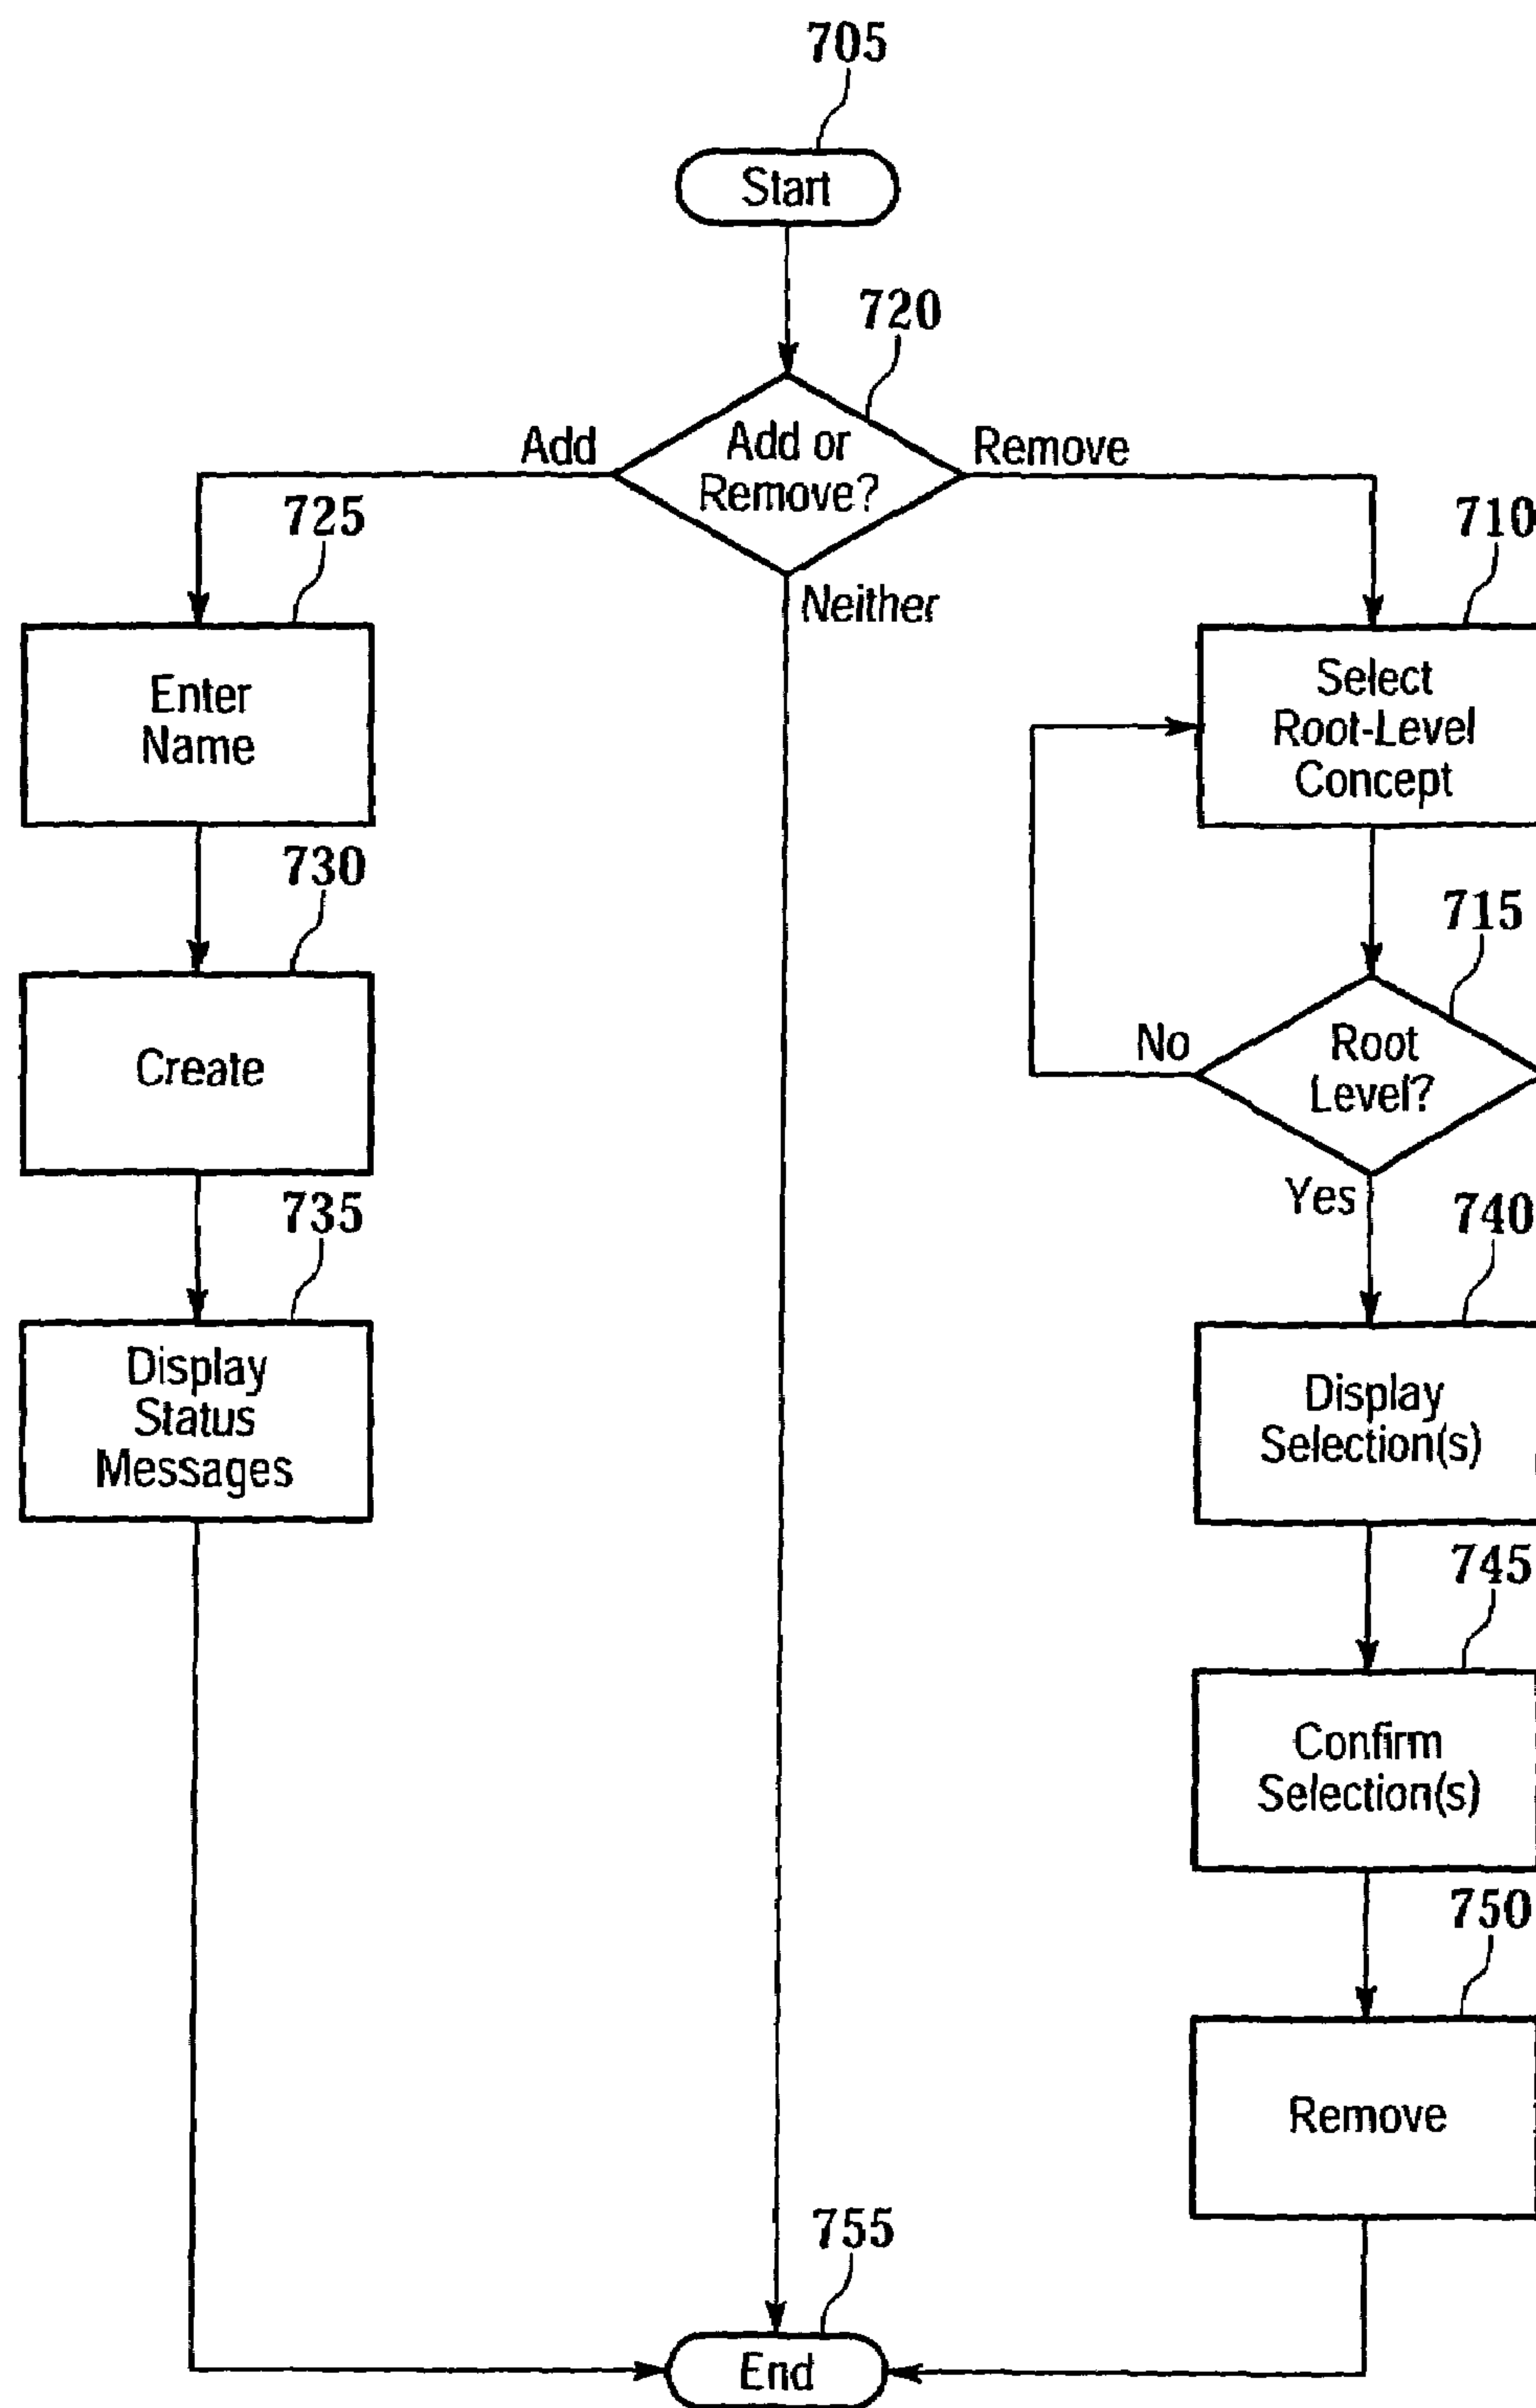 705
Start
720
Add
Add or
Remove?
Remove
Neither
725
Enter
Name
730
Create
735
Display
Status
Messages
710
Select
Root-Level
Concept
715
No
Root
Level?
Yes
740
Display
Selection(s)
745
Confirm
Selection(s)
750
Remove
755
End